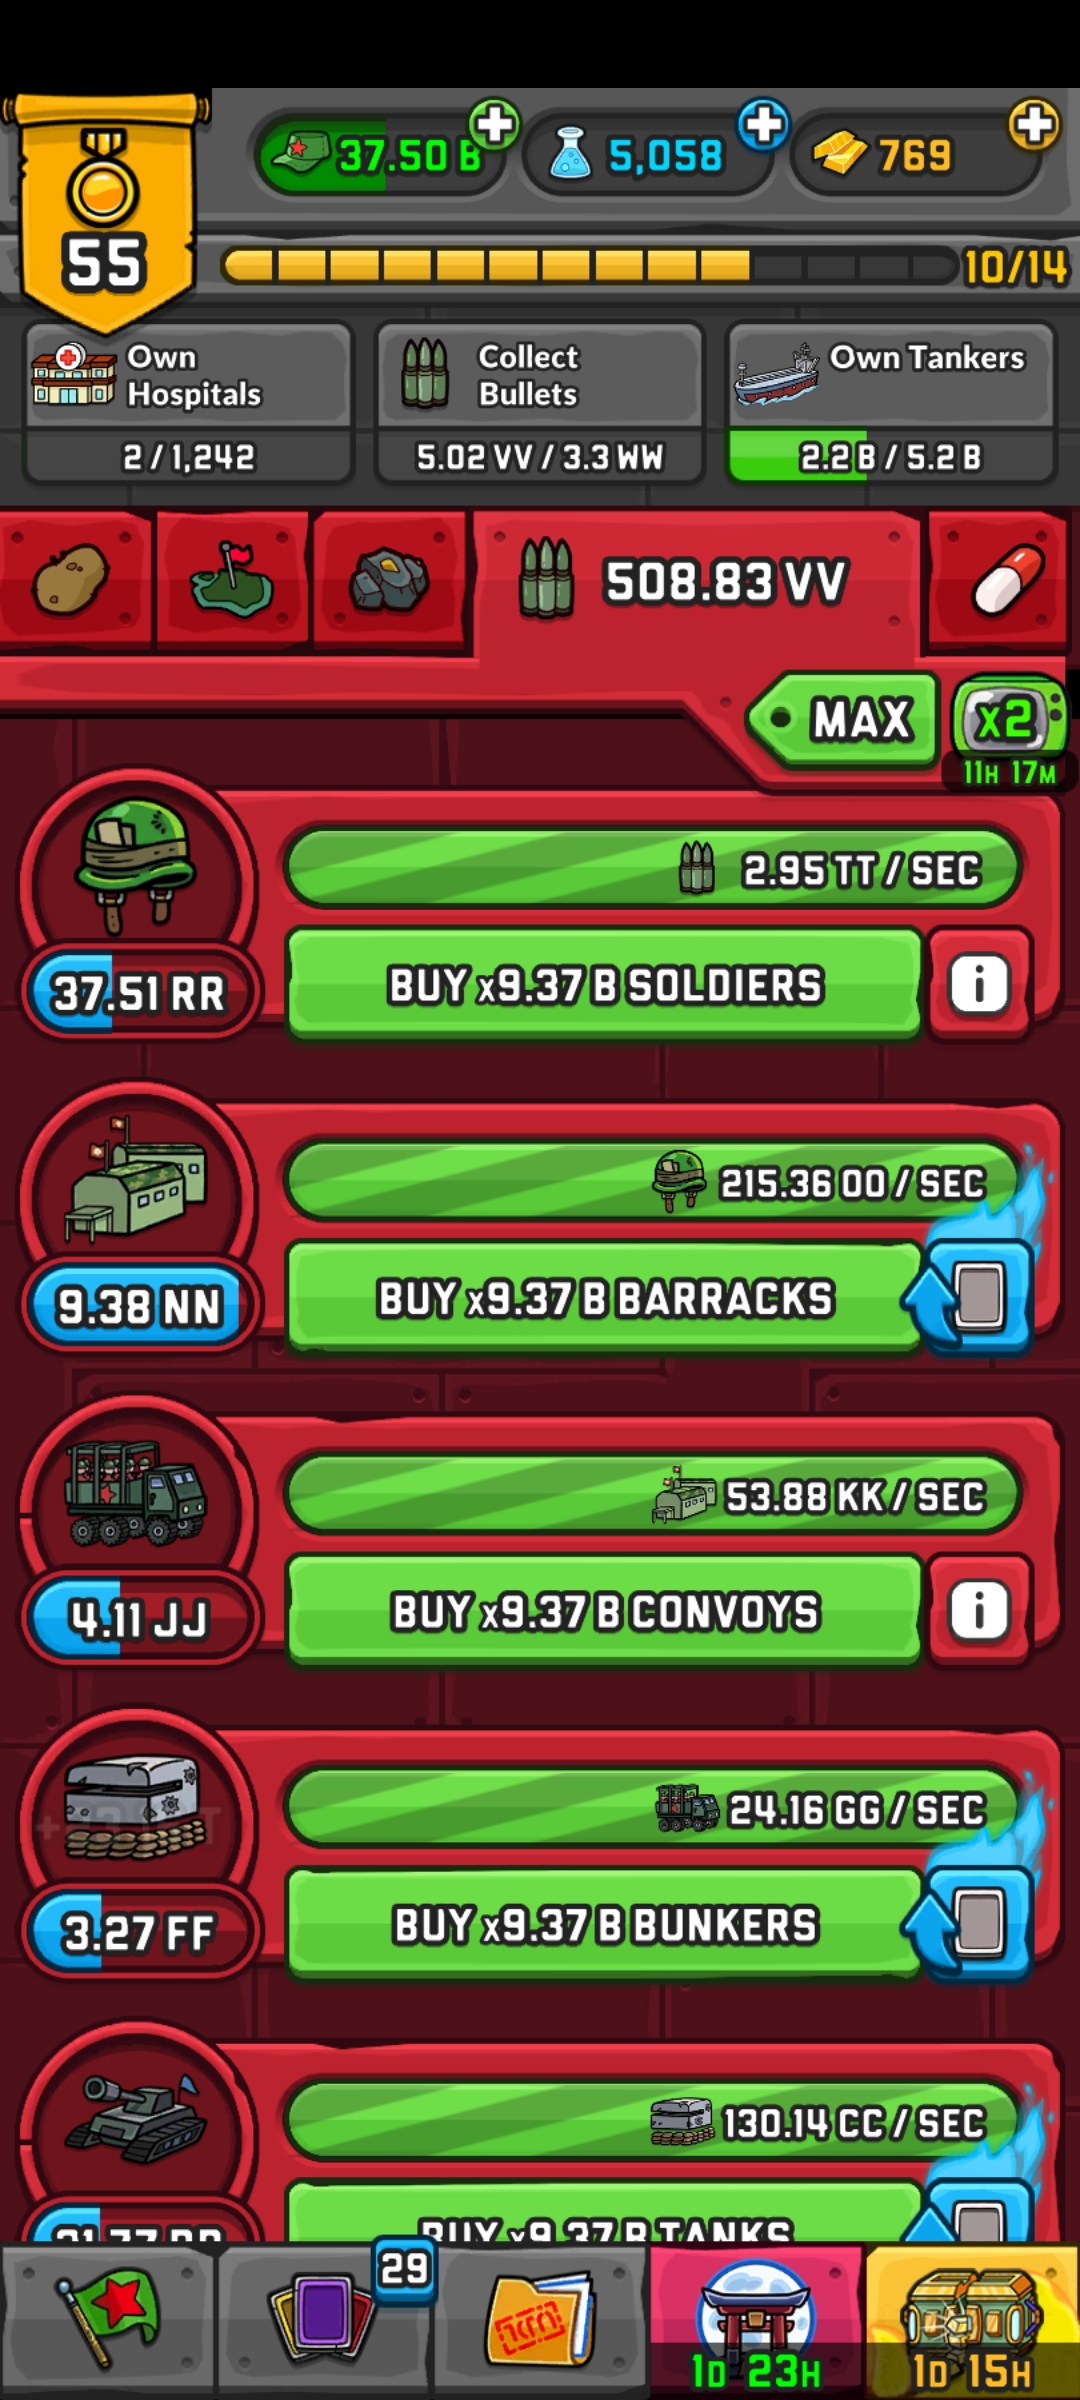 37.50 B
5,058
769
55
10/14
Own
Hospitals
2 / 1,242
Collect
Bullets
5.02 VV / 3.3 WW
Own Tankers
2.2 B / 5.2 B
508.83 VV
MAX
x2
11H 17M
2.95 TT / SEC
37.51 RR
BUY x9.37 B SOLDIERS
i
215.36 OO / SEC
9.38 NN
BUY x9.37 B BARRACKS
53.88 KK / SEC
4.11 JJ
BUY x9.37 B CONVOYS
i
24.16 GG / SEC
3.27 FF
BUY x9.37 B BUNKERS
130.14 CC / SEC
BUY x9.37 B TANKS
29
1D 23H
1D 15H